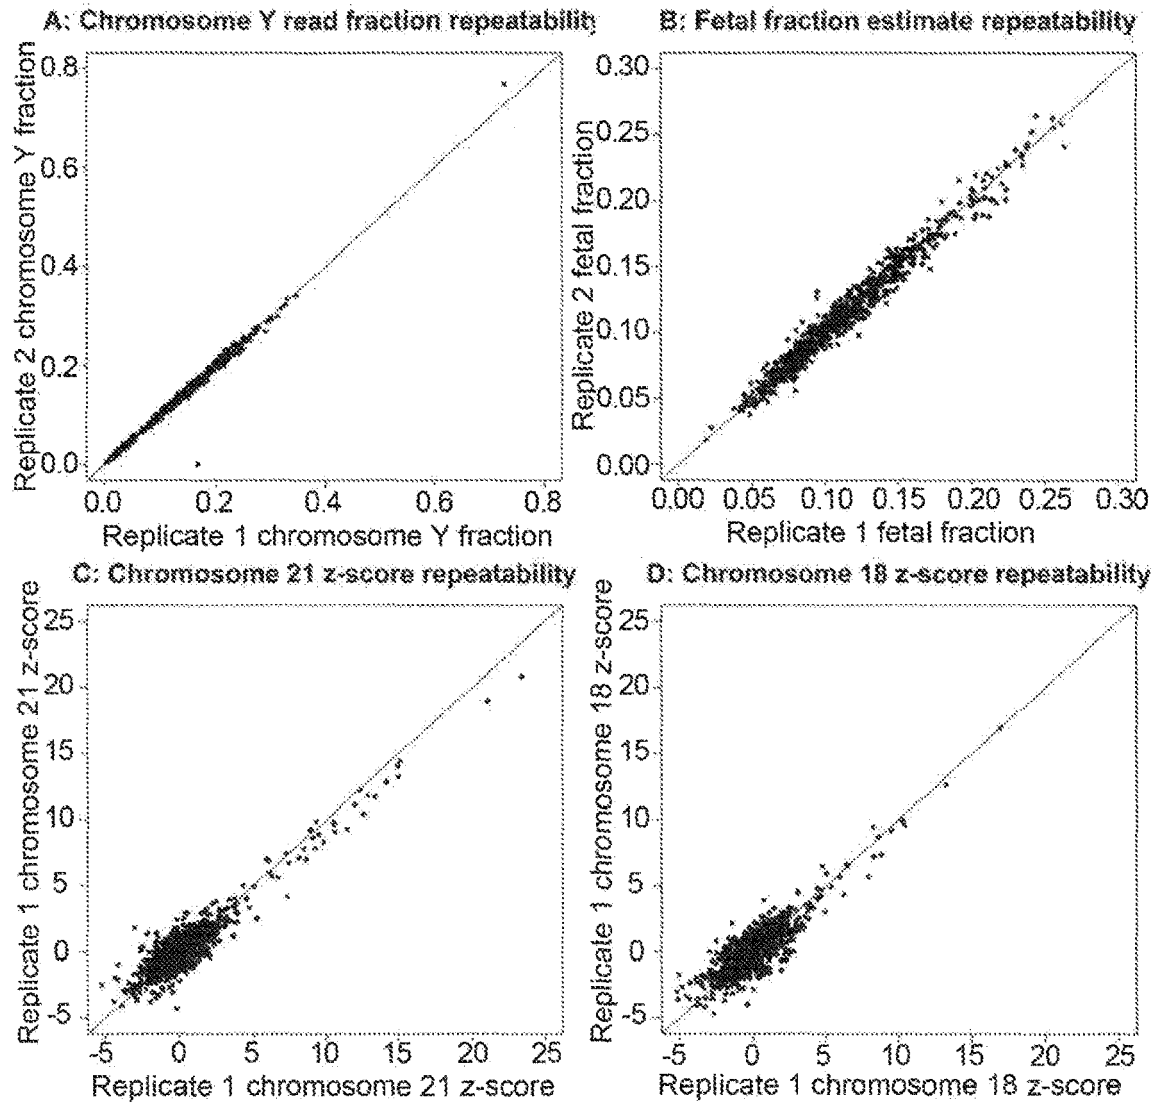 A: Chromosome Y read fraction repeatability
Replicate 2 chromosome Y fraction
0.8
0.6
0.4
0.2
0.0
0.0 0.2 0.4 0.6 0.8
Replicate 1 chromosome Y fraction
B: Fetal fraction estimate repeatability
Replicate 2 fetal fraction
0.30
0.25
0.20
0.15
0.10
0.05
0.00
0.00 0.05 0.10 0.15 0.20 0.25 0.30
Replicate 1 fetal fraction
C: Chromosome 21 z-score repeatability
Replicate 1 chromosome 21 z-score
25
20
15
10
5
0
-5
-5 0 5 10 15 20 25
Replicate 1 chromosome 21 z-score
D: Chromosome 18 z-score repeatability
Replicate 1 chromosome 18 z-score
25
20
15
10
5
0
-5
-5 0 5 10 15 20 25
Replicate 1 chromosome 18 z-score